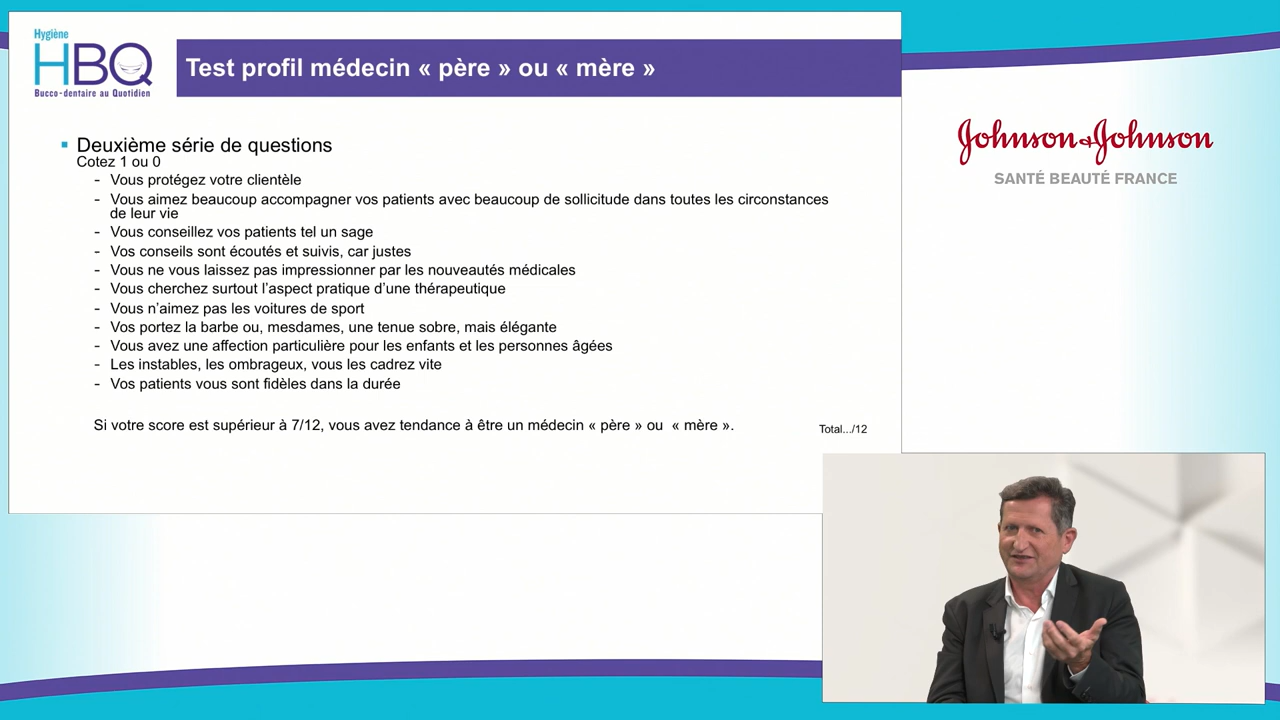 Hygiène
HBQ
Bucco-dentaire au Quotidien
Test profil médecin « père » ou « mère »
Deuxième série de questions
Cotez 1 ou 0
- Vous protégez votre clientèle
- Vous aimez beaucoup accompagner vos patients avec beaucoup de sollicitude dans toutes les circonstances
de leur vie
- Vous conseillez vos patients tel un sage
- Vos conseils sont écoutés et suivis, car justes
- Vous ne vous laissez pas impressionner par les nouveautés médicales
- Vous cherchez surtout l’aspect pratique d’une thérapeutique
- Vous n’aimez pas les voitures de sport
- Vos portez la barbe ou, mesdames, une tenue sobre, mais élégante
- Vous avez une affection particulière pour les enfants et les personnes âgées
- Les instables, les ombrageux, vous les cadrez vite
- Vos patients vous sont fidèles dans la durée
Si votre score est supérieur à 7/12, vous avez tendance à être un médecin « père » ou « mère ».
Total.../12
Johnson+Johnson
SANTÉ BEAUTÉ FRANCE